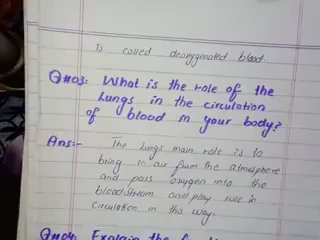 is called deoxygenated blood.
Q#03: What is the role of the
lungs in the circulation
of blood in your body?
Ans:- The lungs main role is to
bring in air from the atmosphere
and pass oxygen into the
bloodstream and play role in
circulation in this way.
Q#04: Explain the